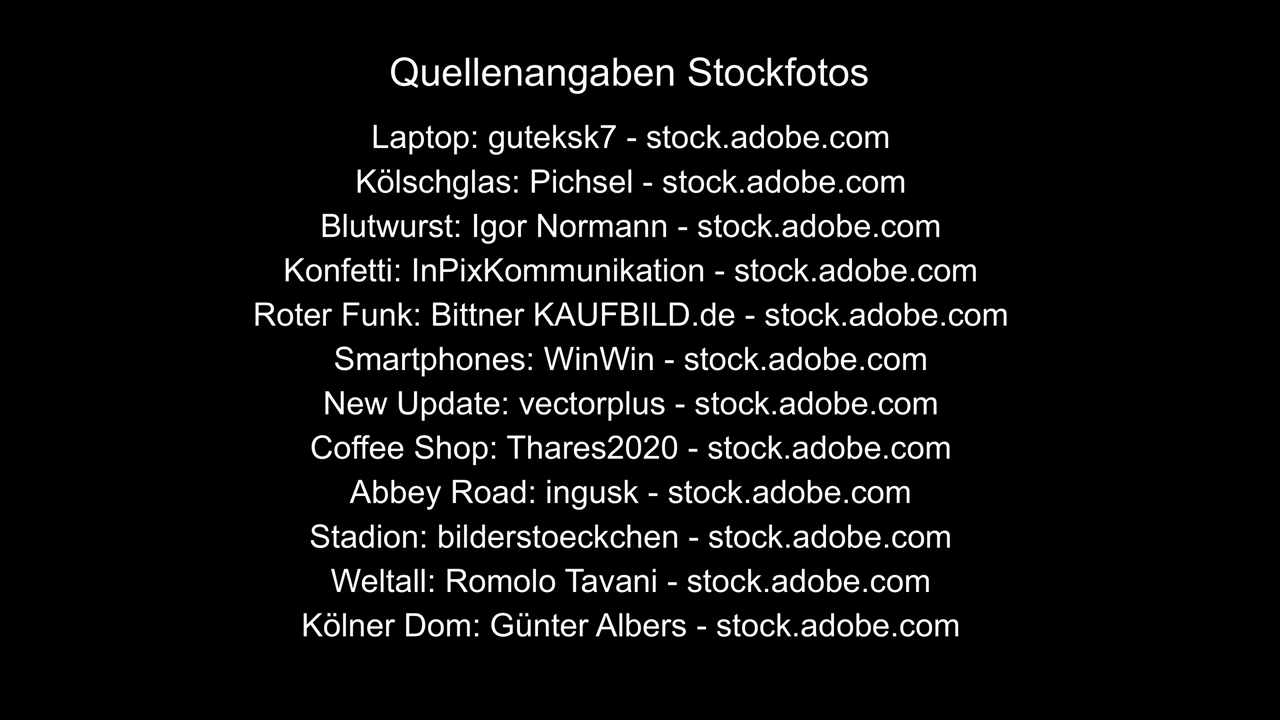 Quellenangaben Stockfotos
Laptop: guteksk7 - stock.adobe.com
Kölschglas: Pichsel - stock.adobe.com
Blutwurst: Igor Normann - stock.adobe.com
Konfetti: InPixKommunikation - stock.adobe.com
Roter Funk: Bittner KAUFBILD.de - stock.adobe.com
Smartphones: WinWin - stock.adobe.com
New Update: vectorplus - stock.adobe.com
Coffee Shop: Thares2020 - stock.adobe.com
Abbey Road: ingusk - stock.adobe.com
Stadion: bilderstoeckchen - stock.adobe.com
Weltall: Romolo Tavani - stock.adobe.com
Kölner Dom: Günter Albers - stock.adobe.com